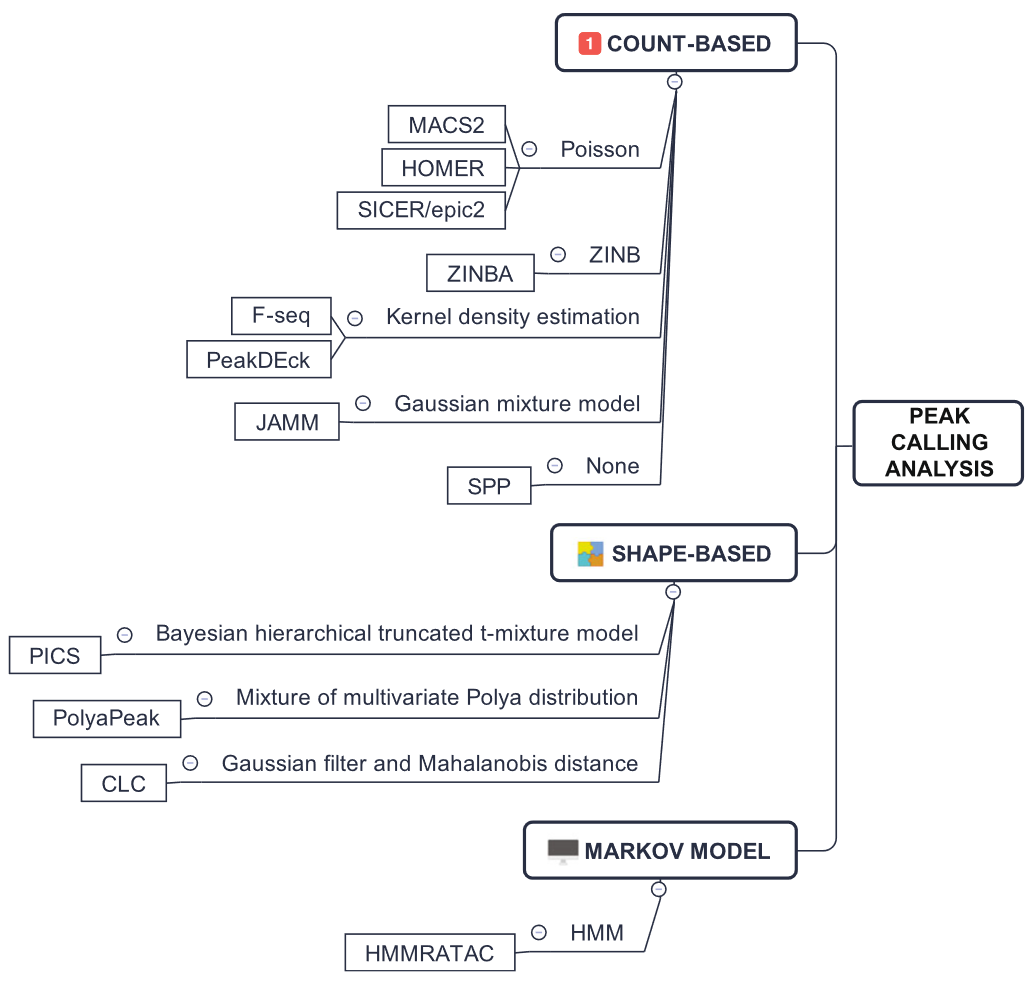 1 COUNT-BASED
MACS2
Poisson
HOMER
SICER/epic2
ZINB
ZINBA
F-seq
Kernel density estimation
PeakDEck
Gaussian mixture model
JAMM
PEAK
CALLING
ANALYSIS
None
SPP
SHAPE-BASED
Bayesian hierarchical truncated t-mixture model
PICS
Mixture of multivariate Polya distribution
PolyaPeak
Gaussian filter and Mahalanobis distance
CLC
MARKOV MODEL
HMM
HMMRATAC